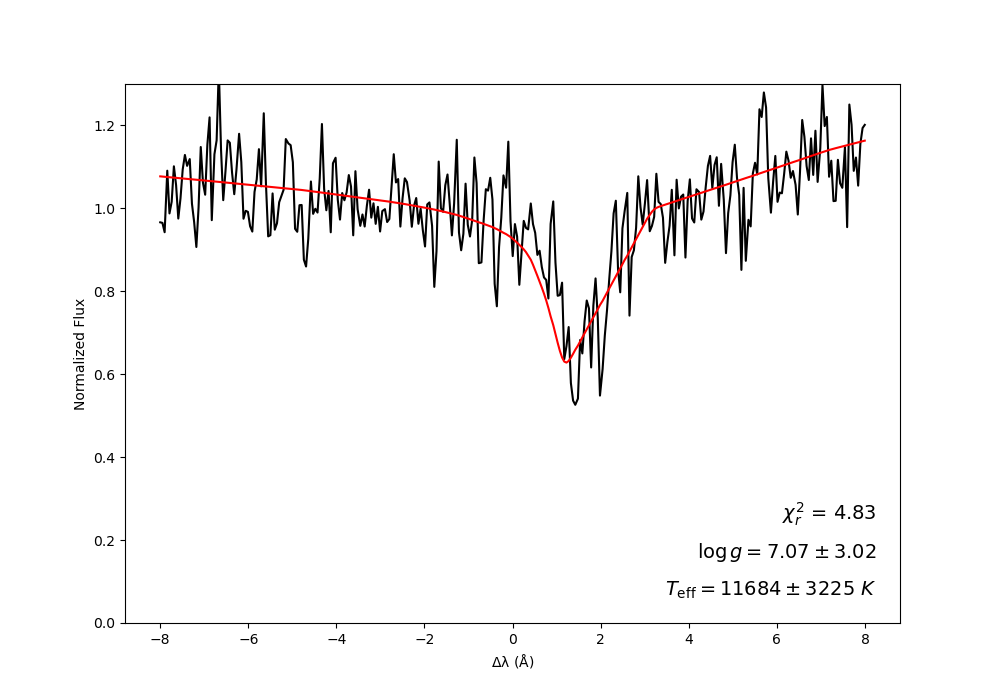 1.2
1.0
0.8
0.6
0.4
0.2
0.0
Normalized Flux
χ²ᵣ = 4.83
log g = 7.07 ± 3.02
T_eff = 11684 ± 3225 K
−8 −6 −4 −2 0 2 4 6 8
Δλ (Å)